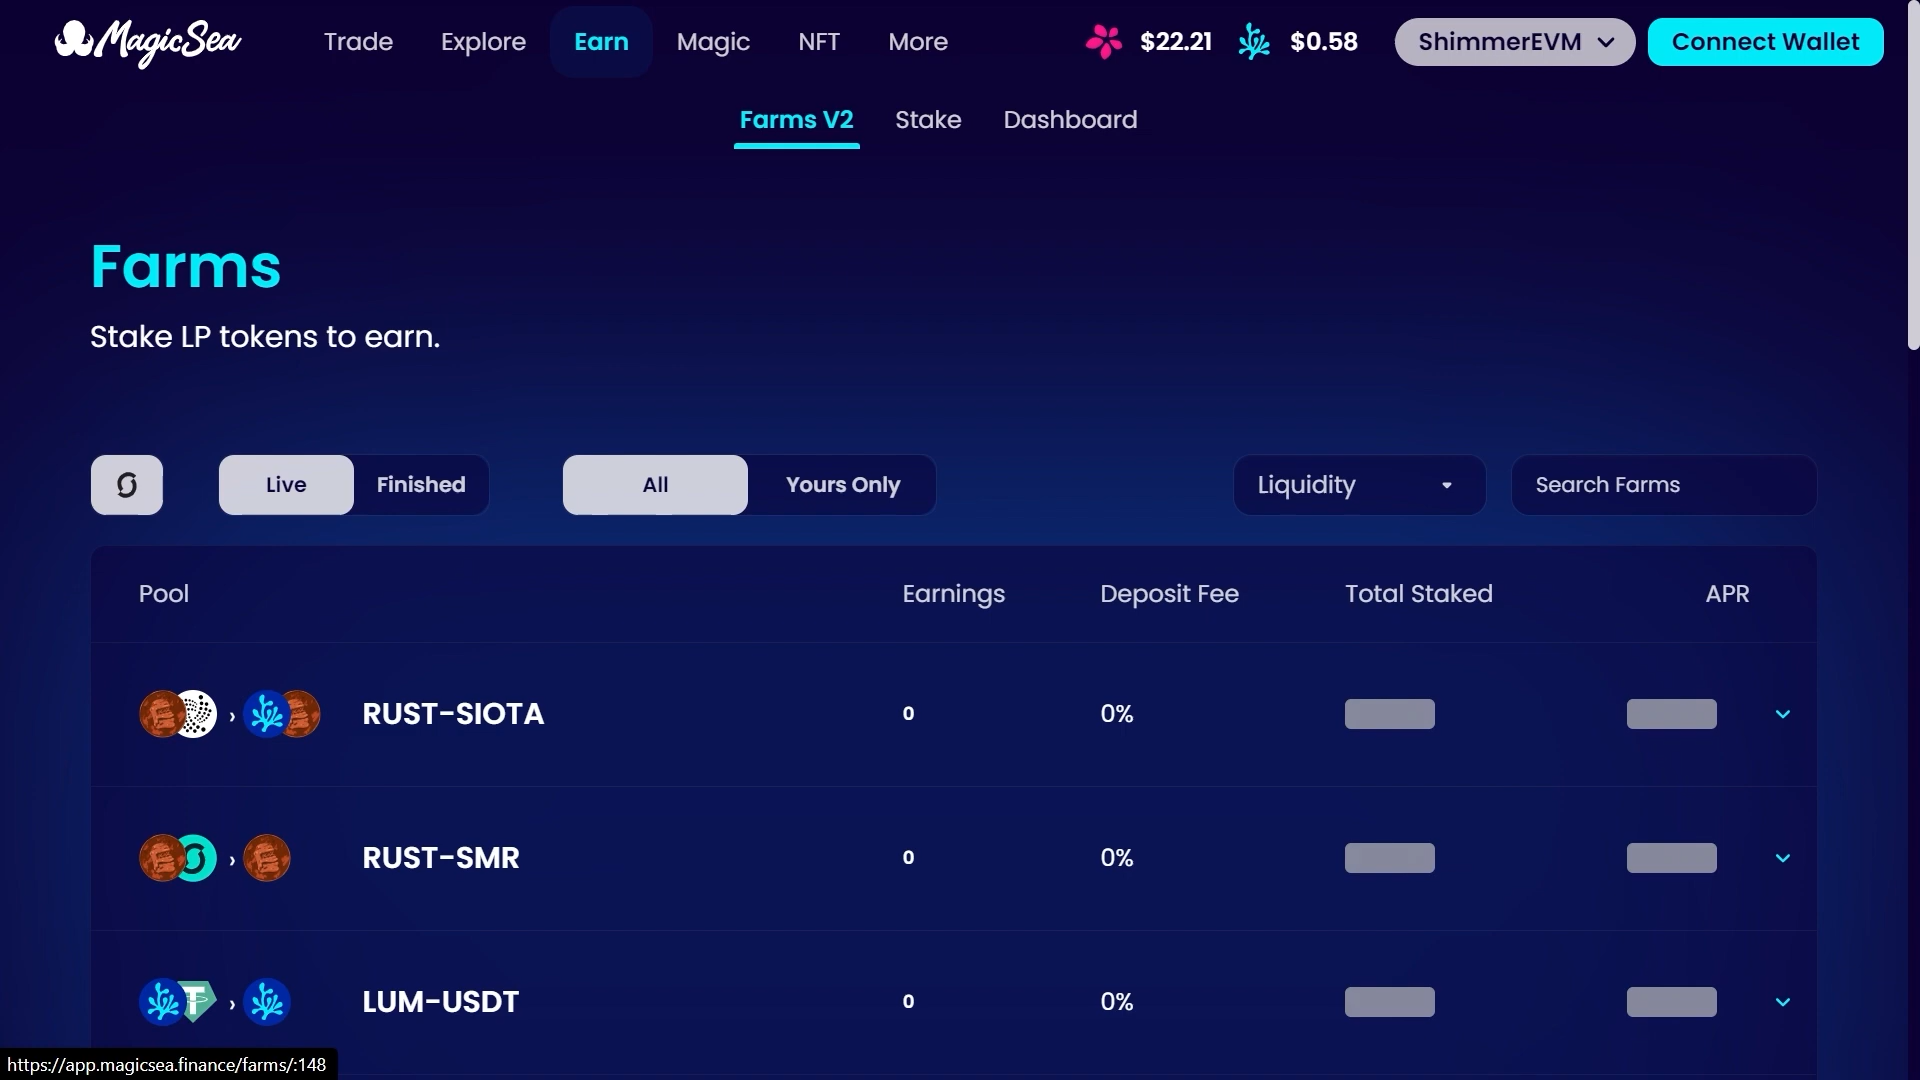 MagicSea
Trade Explore Earn Magic NFT More $22.21 $0.58 ShimmerEVM Connect Wallet
Farms V2 Stake Dashboard
Farms
Stake LP tokens to earn.
Live Finished All Yours Only Liquidity Search Farms
Pool Earnings Deposit Fee Total Staked APR
RUST-SIOTA 0 0%
RUST-SMR 0 0%
LUM-USDT 0 0%
https://app.magicsea.finance/farms/:148